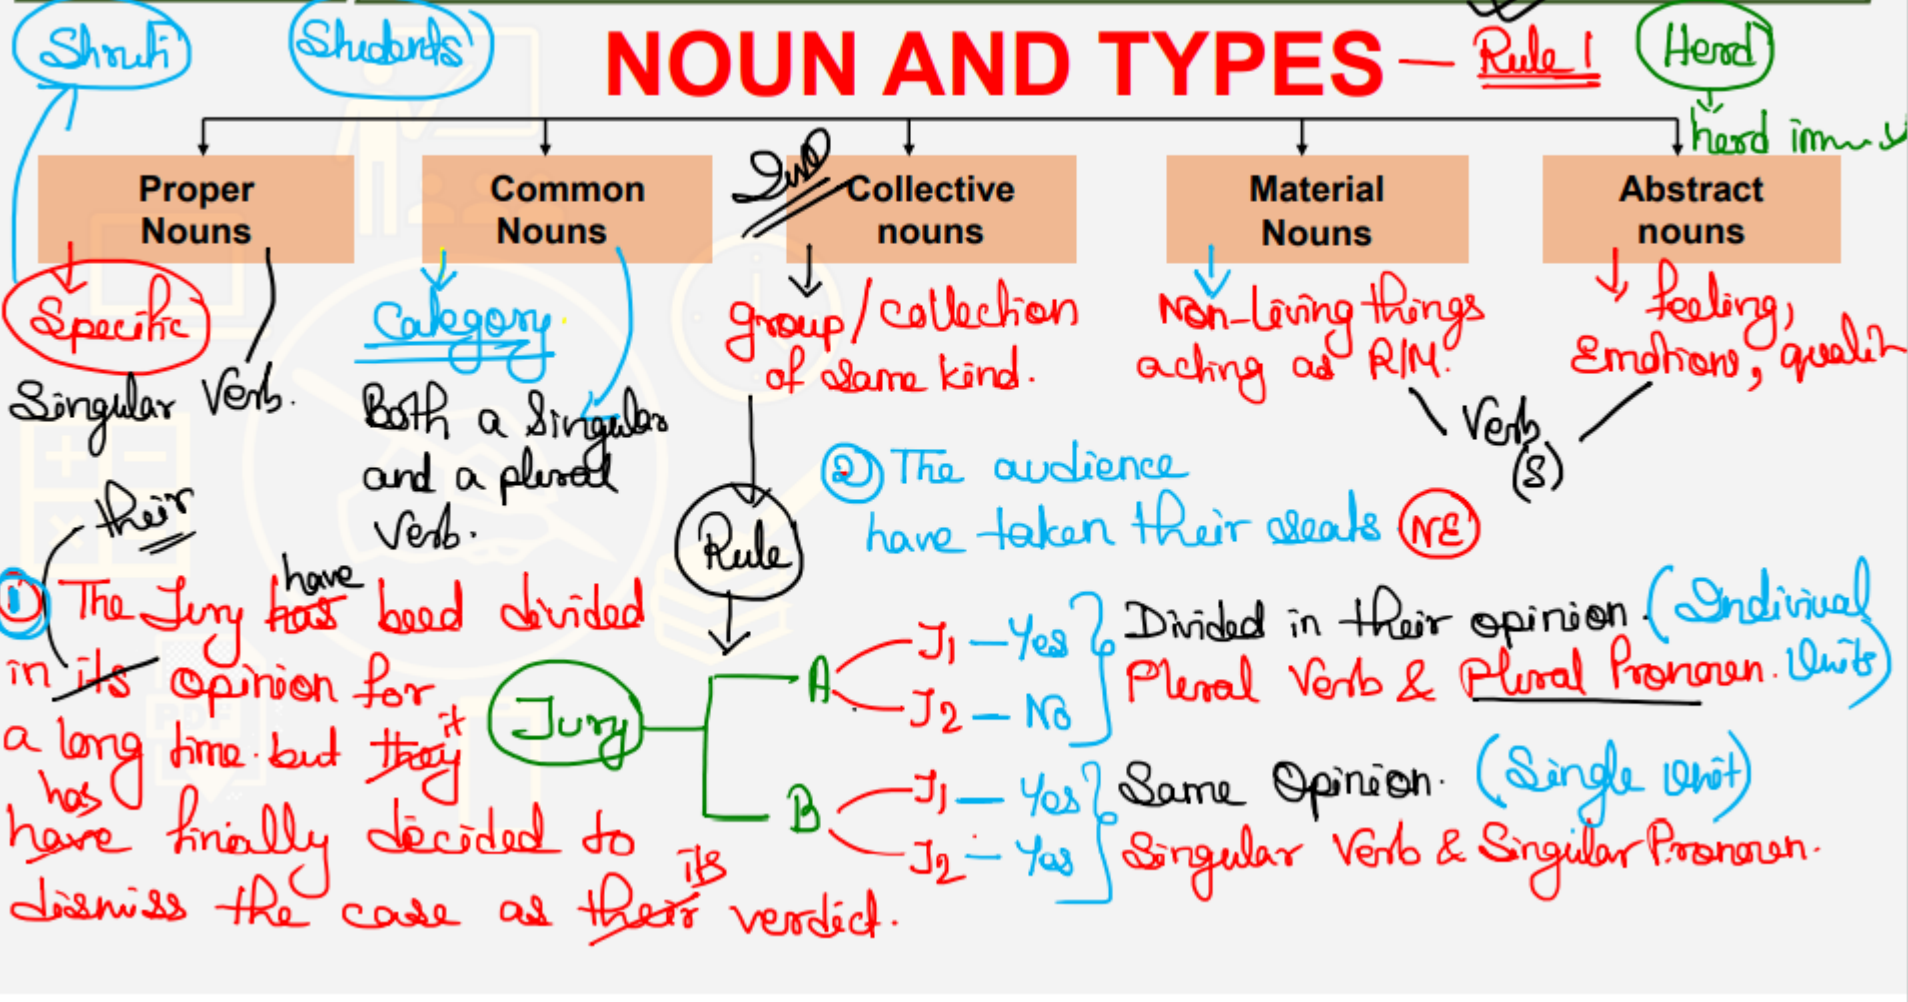 Shruti
Students
NOUN AND TYPES — Rule 1
Herd
herd imm
Proper Nouns
Common Nouns
Collective nouns
Material Nouns
Abstract nouns
Specific
Singular Verb.
Category
Both a Singular
and a plural
Verb.
group/collection
of same kind.
Non-Living things
acting as R/M.
feeling,
Emotions, qualit
Verb
(S)
Rule
② The audience
have taken their seats NE
their
have
① The Jury has beed divided
in its opinion for
a long time but they
it
has
have finally decided to
its
dismiss the case as their verdict.
Jury
A
J1 — Yes
J2 — No
Divided in their opinion. (Indiviual
Units)
Plural Verb & Plural Pronoun.
B
J1 — Yes
J2 — Yes
Same Opinion. (Single Unit)
Singular Verb & Singular Pronoun.
PDF